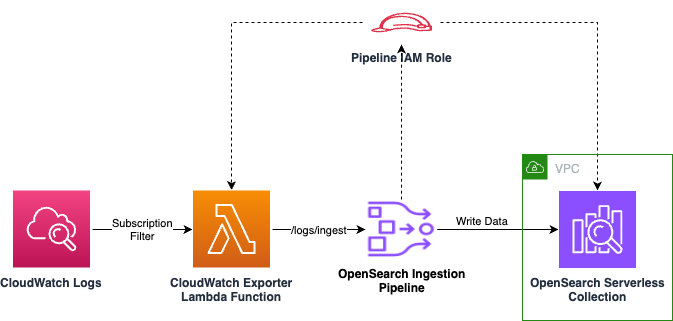 Pipeline IAM Role
VPC
Subscription
Filter
/logs/ingest
Write Data
CloudWatch Logs
CloudWatch Exporter
Lambda Function
OpenSearch Ingestion
Pipeline
OpenSearch Serverless
Collection